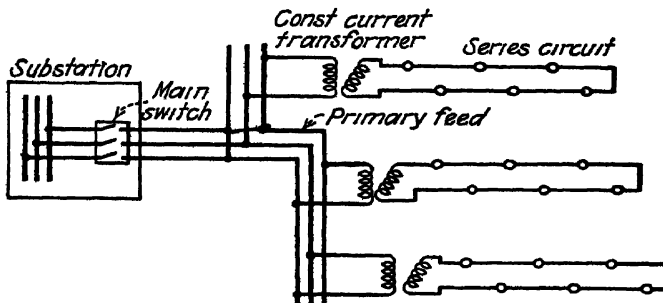 Const current
transformer
Series circuit
Substation
Main
switch
Primary feed